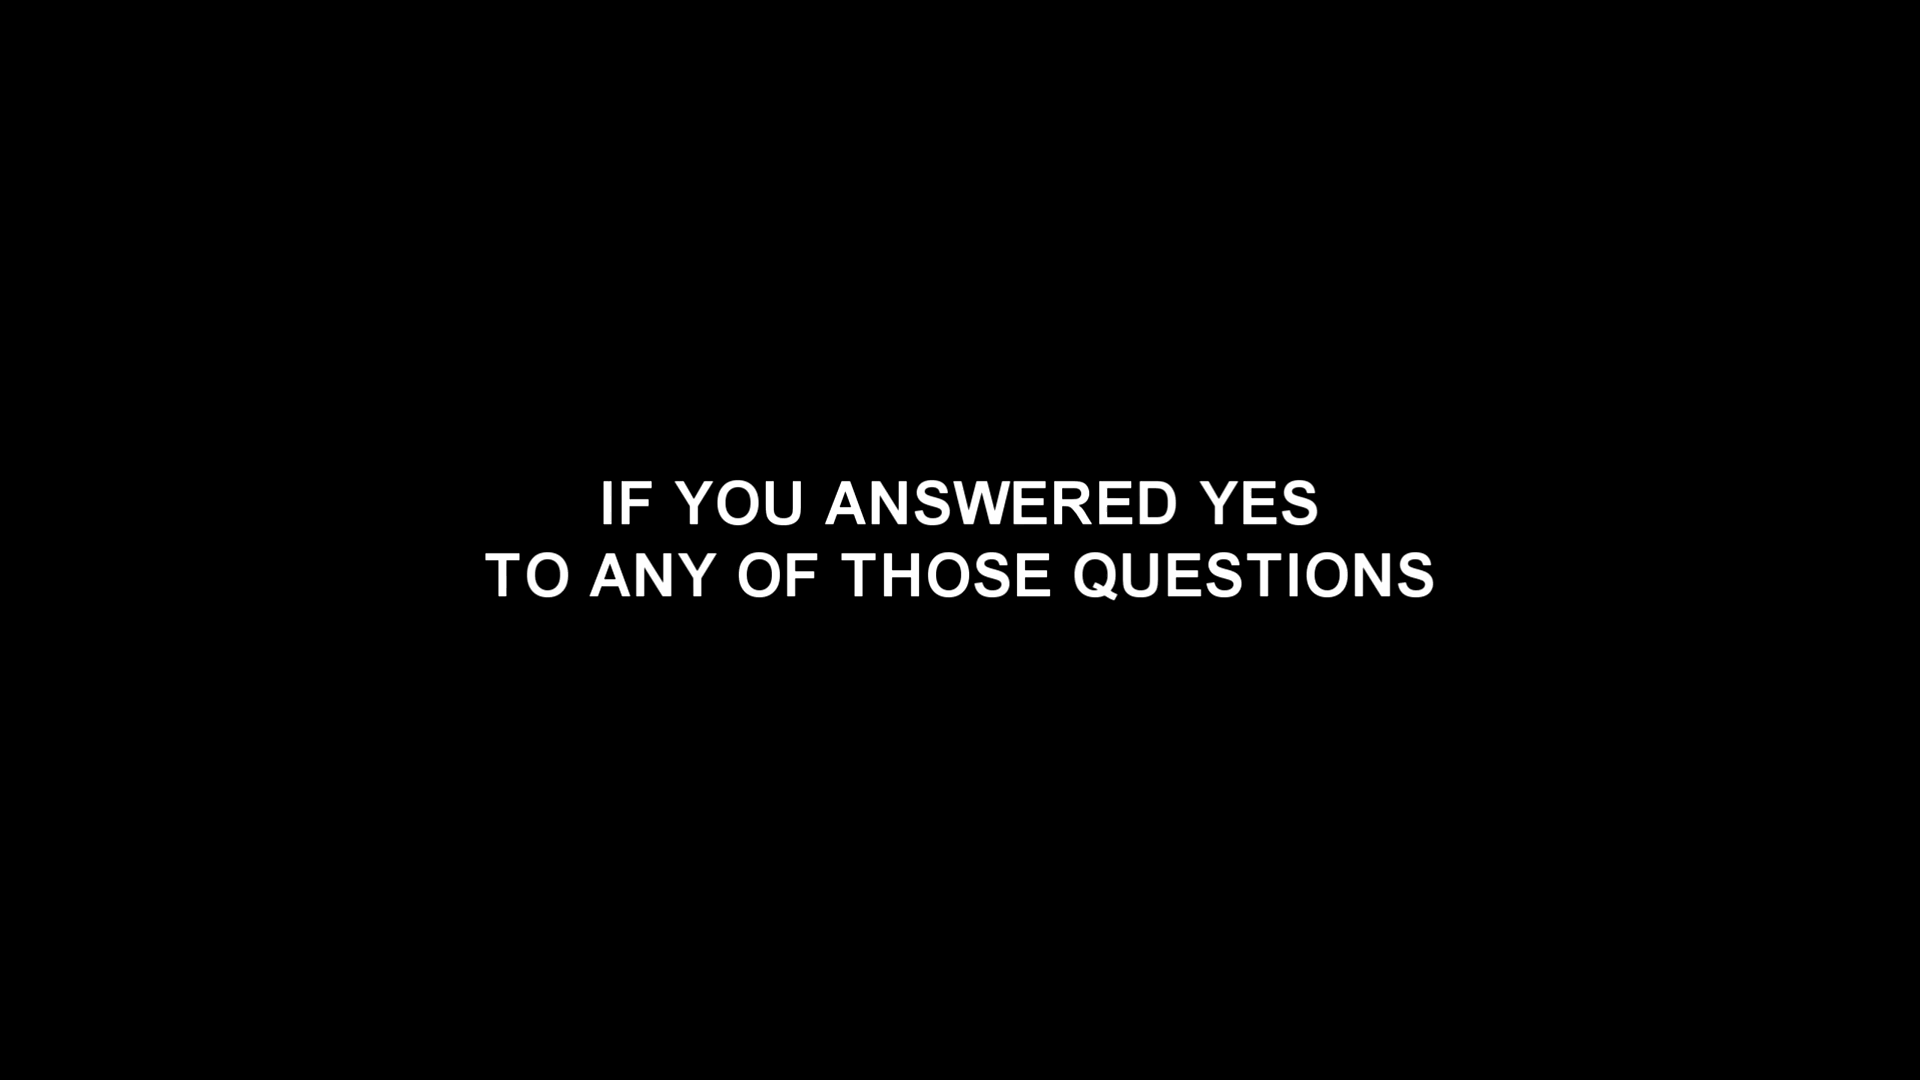 IF YOU ANSWERED YES
TO ANY OF THOSE QUESTIONS